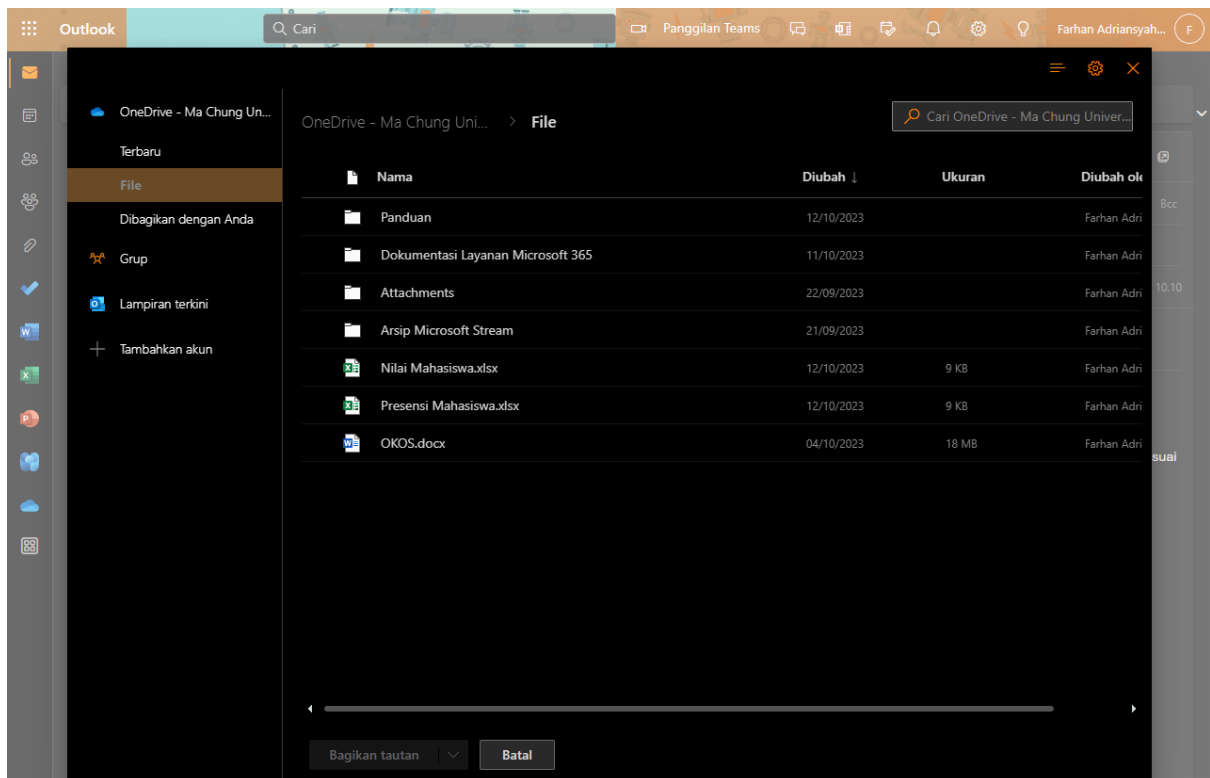 Outlook
Cari
Panggilan Teams
Farhan Adriansyah...
F
OneDrive - Ma Chung Un...
Terbaru
File
Dibagikan dengan Anda
Grup
Lampiran terkini
Tambahkan akun
OneDrive - Ma Chung Uni... > File
Cari OneDrive - Ma Chung Univer...
Nama Diubah ↓ Ukuran Diubah ole
Panduan 12/10/2023 Farhan Adri
Dokumentasi Layanan Microsoft 365 11/10/2023 Farhan Adri
Attachments 22/09/2023 Farhan Adri
Arsip Microsoft Stream 21/09/2023 Farhan Adri
Nilai Mahasiswa.xlsx 12/10/2023 9 KB Farhan Adri
Presensi Mahasiswa.xlsx 12/10/2023 9 KB Farhan Adri
OKOS.docx 04/10/2023 18 MB Farhan Adri
Bagikan tautan
Batal
Bcc
10.10
suai